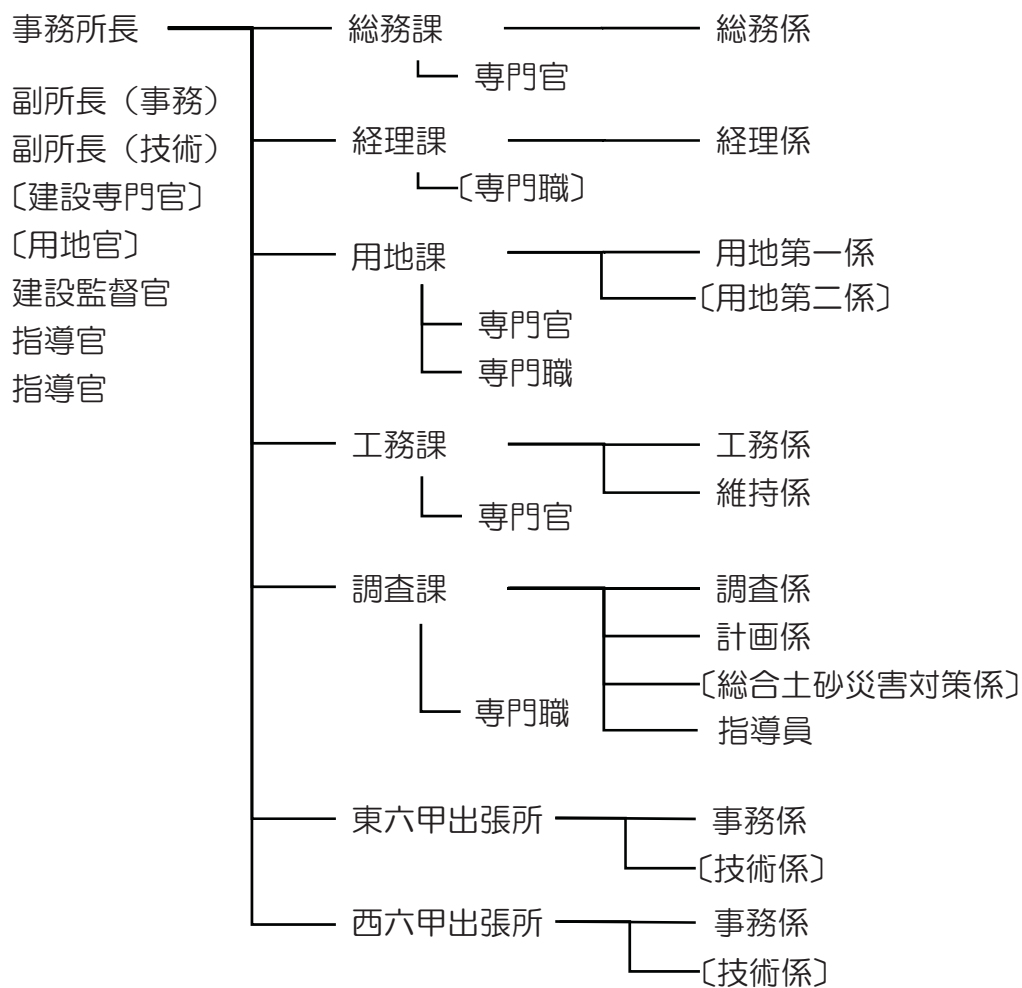 事務所長
副所長（事務）
副所長（技術）
〔建設専門官〕
〔用地官〕
建設監督官
指導官
指導官
総務課
総務係
専門官
経理課
経理係
〔専門職〕
用地課
用地第一係
〔用地第二係〕
専門官
専門職
工務課
工務係
維持係
専門官
調査課
調査係
計画係
〔総合土砂災害対策係〕
指導員
専門職
東六甲出張所
事務係
〔技術係〕
西六甲出張所
事務係
〔技術係〕